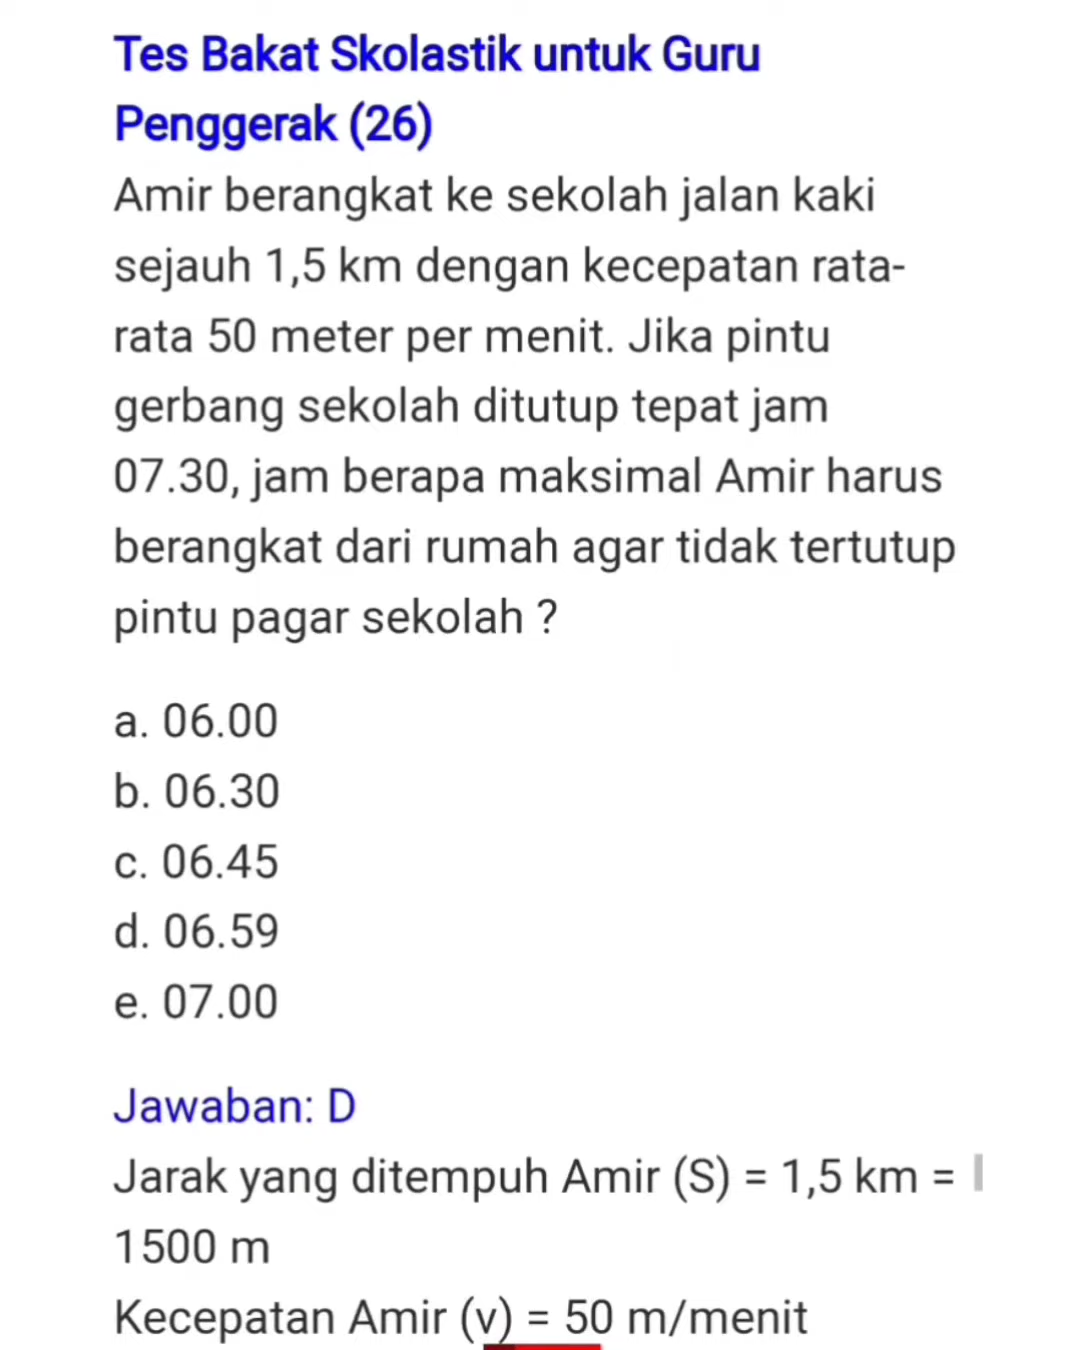 Tes Bakat Skolastik untuk Guru
Penggerak (26)
Amir berangkat ke sekolah jalan kaki
sejauh 1,5 km dengan kecepatan rata-
rata 50 meter per menit. Jika pintu
gerbang sekolah ditutup tepat jam
07.30, jam berapa maksimal Amir harus
berangkat dari rumah agar tidak tertutup
pintu pagar sekolah ?
a. 06.00
b. 06.30
c. 06.45
d. 06.59
e. 07.00
Jawaban: D
Jarak yang ditempuh Amir (S) = 1,5 km =
1500 m
Kecepatan Amir (v) = 50 m/menit